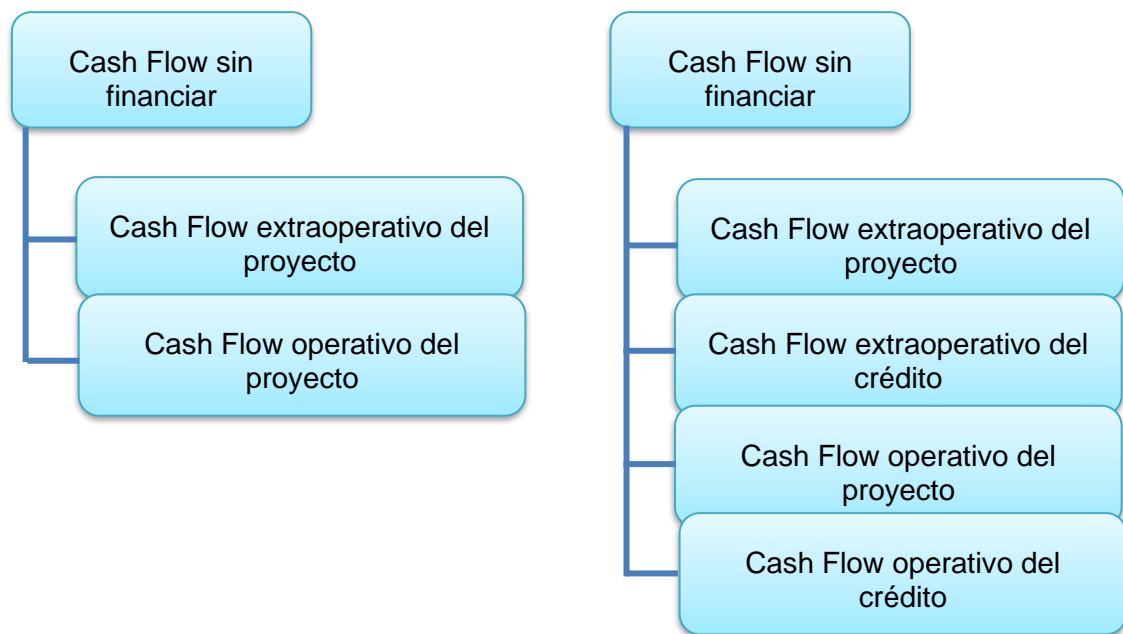 Cash Flow sin
financiar
Cash Flow extraoperativo del
proyecto
Cash Flow operativo del
proyecto
Cash Flow sin
financiar
Cash Flow extraoperativo del
proyecto
Cash Flow extraoperativo del
crédito
Cash Flow operativo del
proyecto
Cash Flow operativo del
crédito